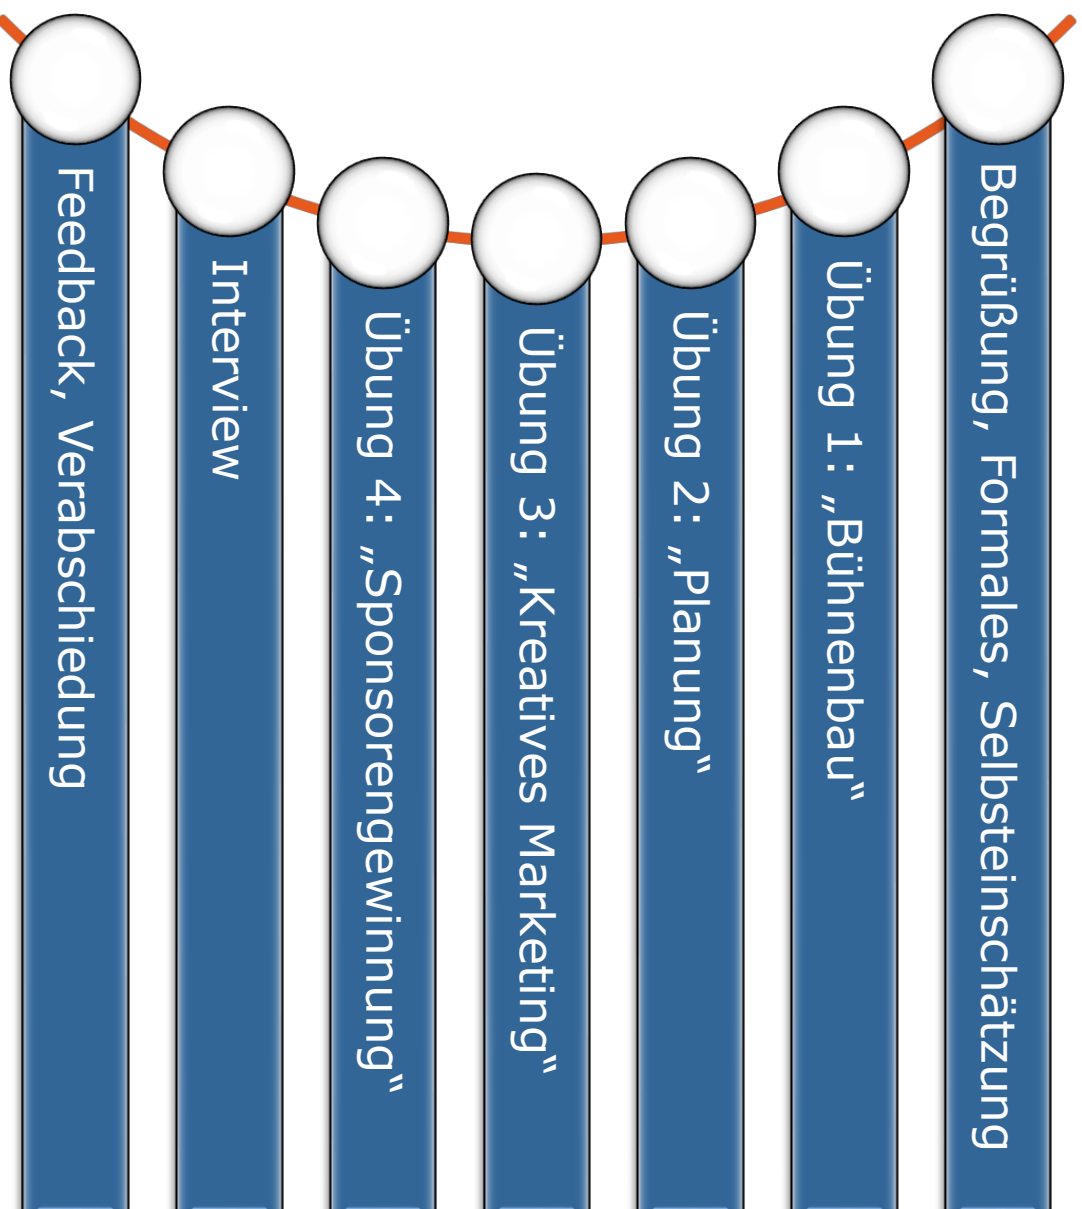 Begrüßung, Formales, Selbsteinschätzung
Übung 1: „Bühnenbau“
Übung 2: „Planung“
Übung 3: „Kreatives Marketing“
Übung 4: „Sponsorengewinnung“
Interview
Feedback, Verabschiedung